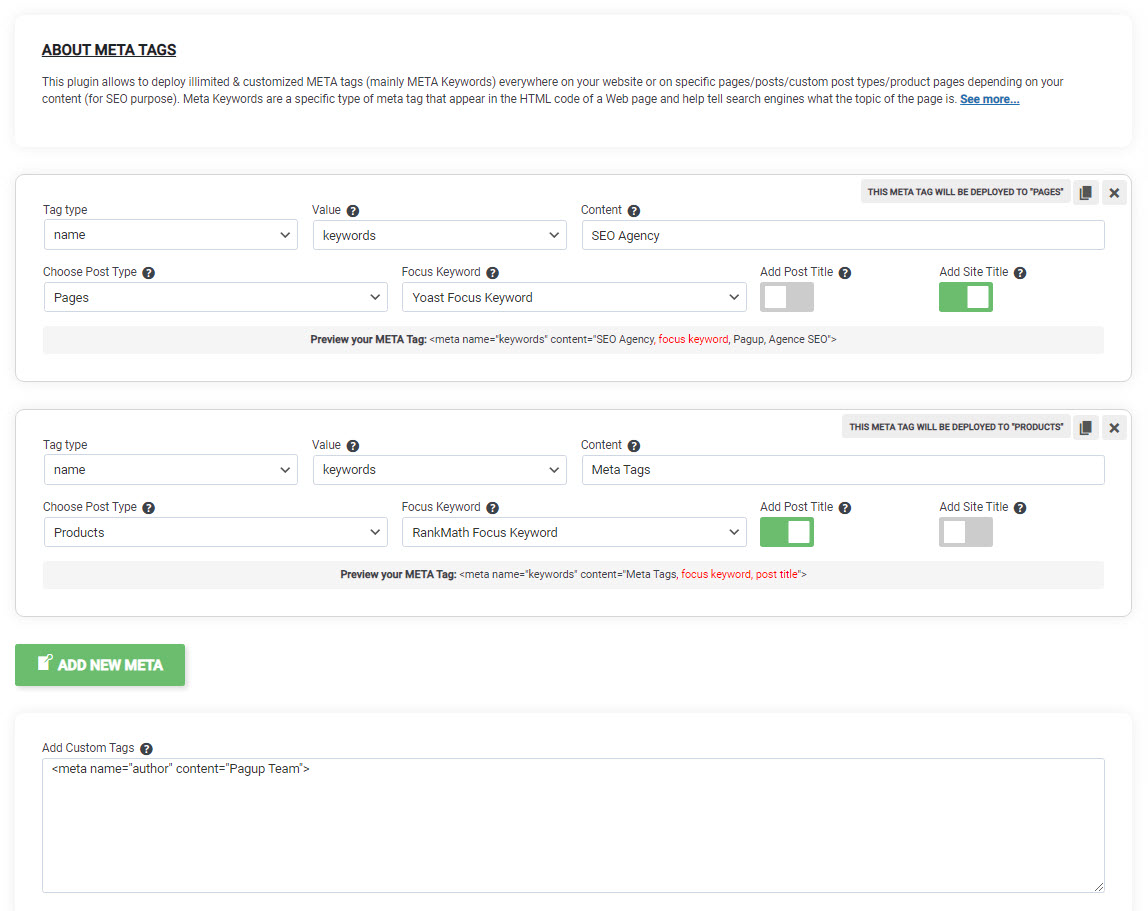 ABOUT META TAGS
This plugin allows to deploy illimited & customized META tags (mainly META Keywords) everywhere on your website or on specific pages/posts/custom post types/product pages depending on your
content (for SEO purpose). Meta Keywords are a specific type of meta tag that appear in the HTML code of a Web page and help tell search engines what the topic of the page is. See more...
THIS META TAG WILL BE DEPLOYED TO "PAGES"
Tag type Value Content
name keywords SEO Agency
Choose Post Type Focus Keyword Add Post Title Add Site Title
Pages Yoast Focus Keyword
Preview your META Tag: <meta name="keywords" content="SEO Agency, focus keyword, Pagup, Agence SEO">
THIS META TAG WILL BE DEPLOYED TO "PRODUCTS"
Tag type Value Content
name keywords Meta Tags
Choose Post Type Focus Keyword Add Post Title Add Site Title
Products RankMath Focus Keyword
Preview your META Tag: <meta name="keywords" content="Meta Tags, focus keyword, post title">
ADD NEW META
Add Custom Tags
<meta name="author" content="Pagup Team">